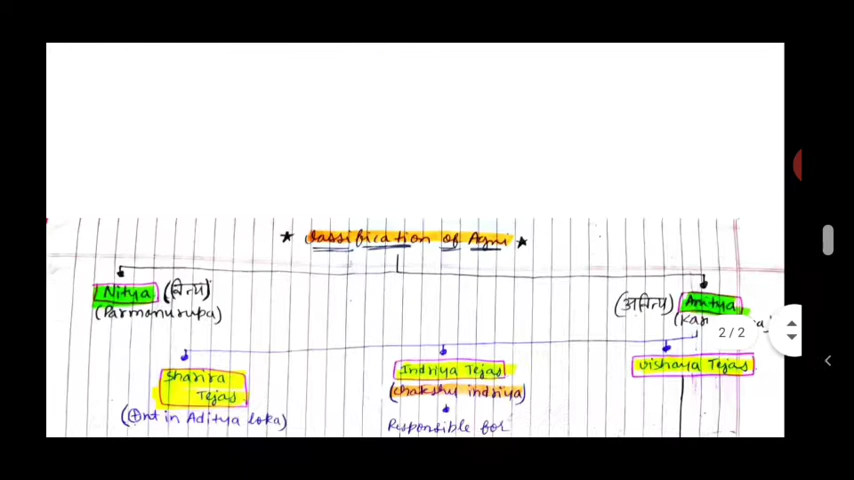 ★ Classification of Agni ★
Nitya (नित्य)
(अनित्य) Anitya
(Parmanurupa)
2/2
Sharira Tejas
Indriya Tejas
Vishaya Tejas
(chakshu indriya)
(⊕nt in Aditya loka)
Responsible for